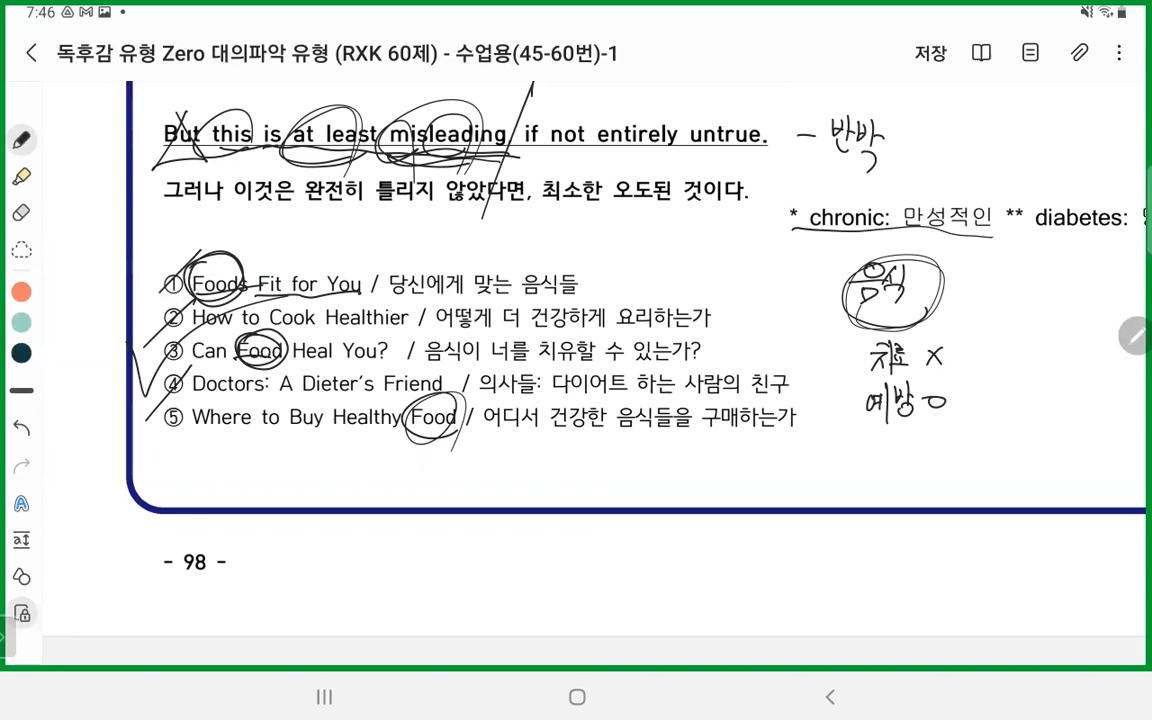 7:46
독후감 유형 Zero 대의파악 유형 (RXK 60제) - 수업용(45-60번)-1 저장
But this is at least misleading if not entirely untrue. - 반박
그러나 이것은 완전히 틀리지 않았다면, 최소한 오도된 것이다.
* chronic: 만성적인 ** diabetes:
① Foods Fit for You / 당신에게 맞는 음식들
음식
② How to Cook Healthier / 어떻게 더 건강하게 요리하는가
③ Can Food Heal You? / 음식이 너를 치유할 수 있는가?
치료 X
④ Doctors: A Dieter's Friend / 의사들: 다이어트 하는 사람의 친구
예방 O
⑤ Where to Buy Healthy Food / 어디서 건강한 음식들을 구매하는가
- 98 -